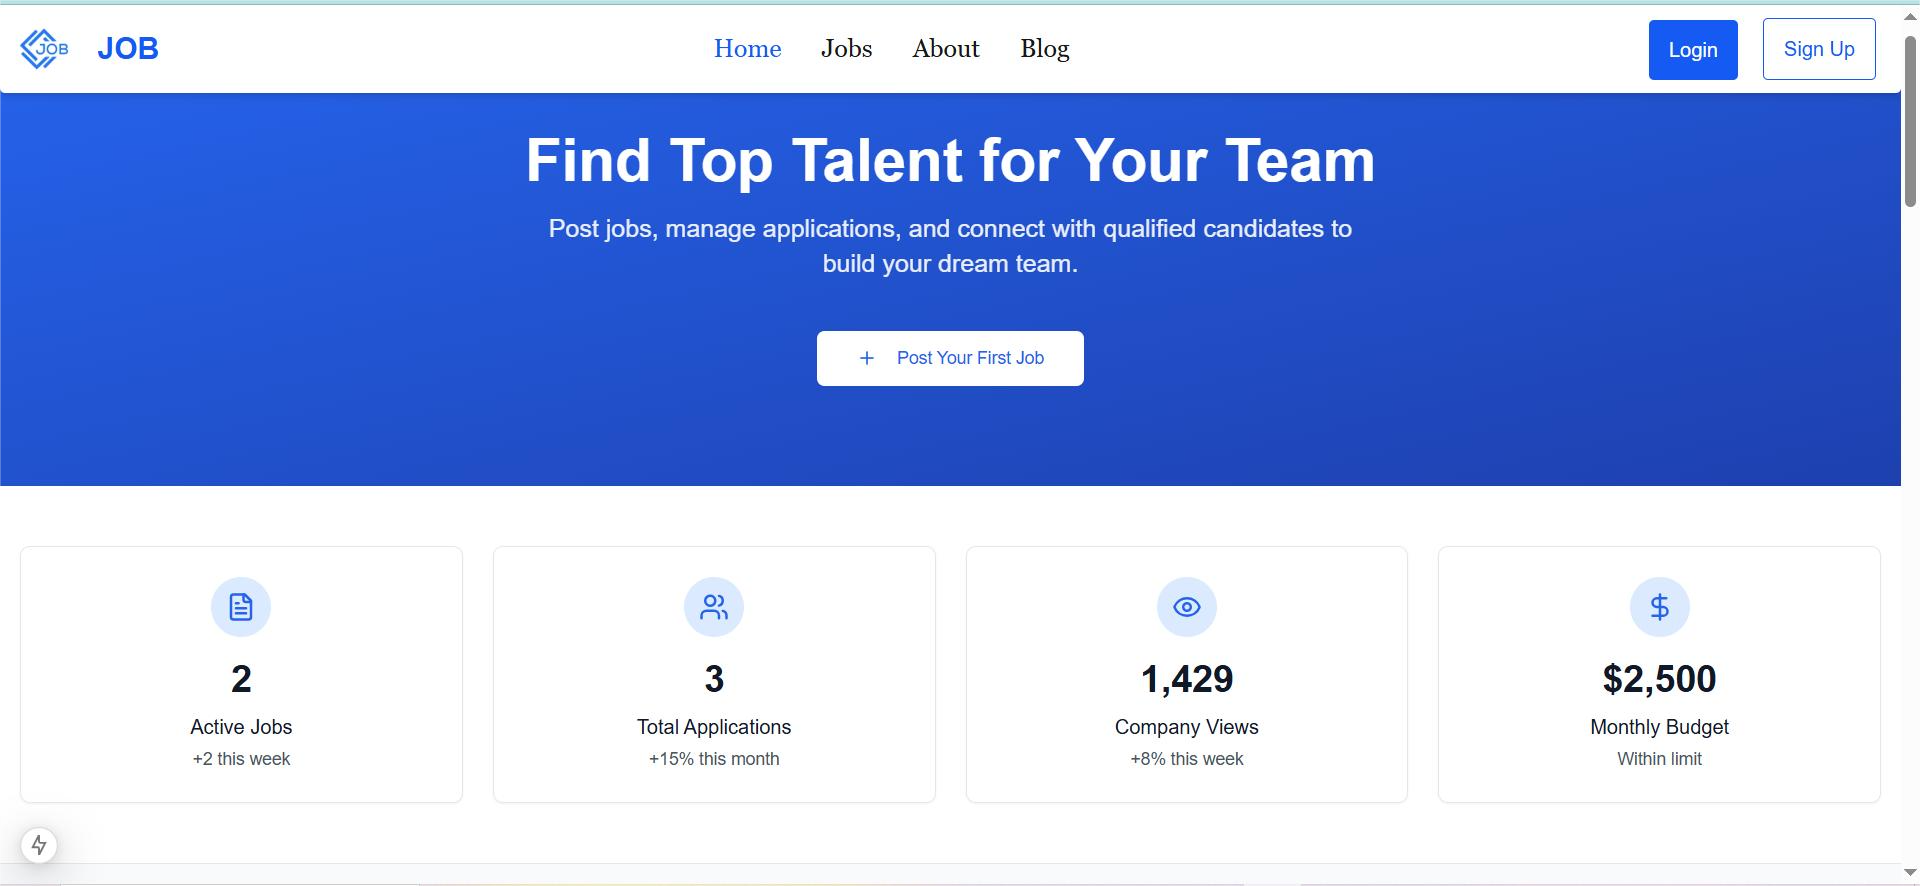 JOB
JOB
Home
Jobs
About
Blog
Login
Sign Up
Find Top Talent for Your Team
Post jobs, manage applications, and connect with qualified candidates to
build your dream team.
Post Your First Job
2
Active Jobs
+2 this week
3
Total Applications
+15% this month
1,429
Company Views
+8% this week
$2,500
Monthly Budget
Within limit